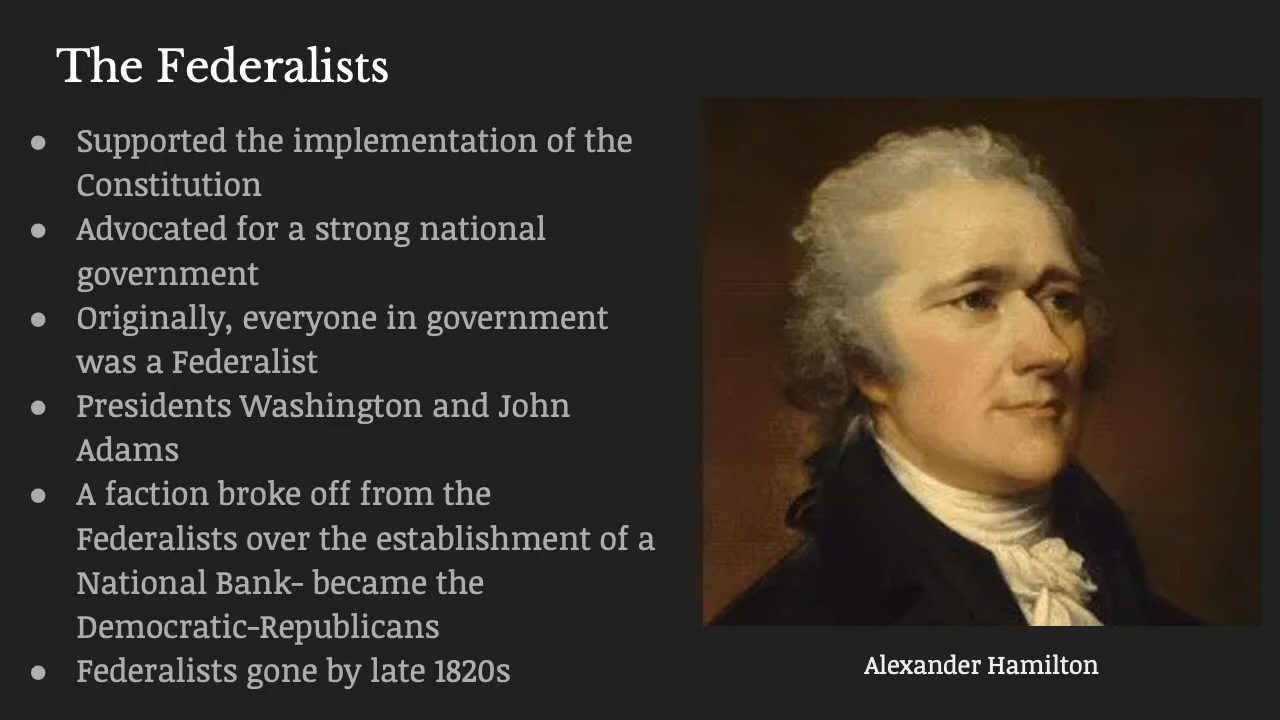 The Federalists
● Supported the implementation of the
Constitution
● Advocated for a strong national
government
● Originally, everyone in government
was a Federalist
● Presidents Washington and John
Adams
● A faction broke off from the
Federalists over the establishment of a
National Bank- became the
Democratic-Republicans
● Federalists gone by late 1820s
Alexander Hamilton